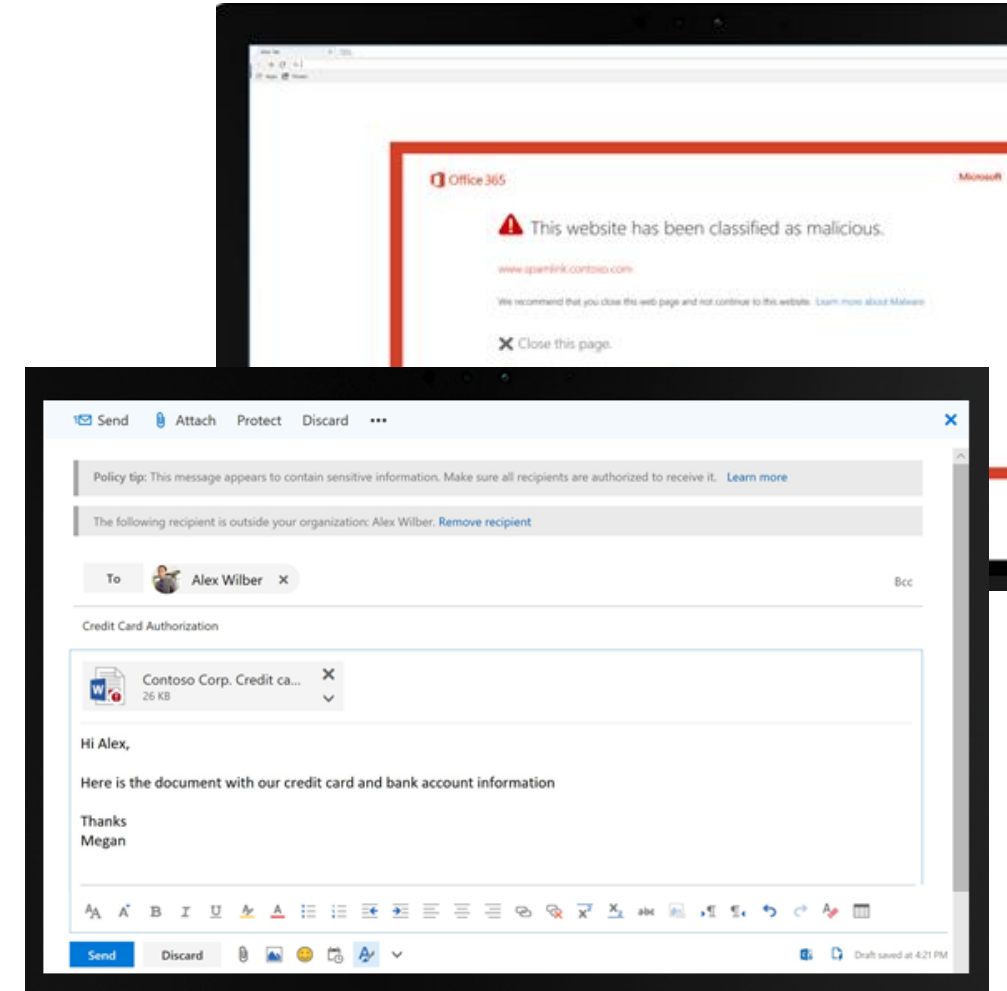 Office 365
Microsoft
This website has been classified as malicious.
www.spamlink.contoso.com
We recommend that you close this web page and not continue to this website. Learn more about Malware
Close this page.
Send Attach Protect Discard
Policy tip: This message appears to contain sensitive information. Make sure all recipients are authorized to receive it. Learn more
The following recipient is outside your organization: Alex Wilber. Remove recipient
To Alex Wilber Bcc
Credit Card Authorization
Contoso Corp. Credit ca...
26 KB
Hi Alex,
Here is the document with our credit card and bank account information
Thanks
Megan
Send Discard Draft saved at 4:21 PM